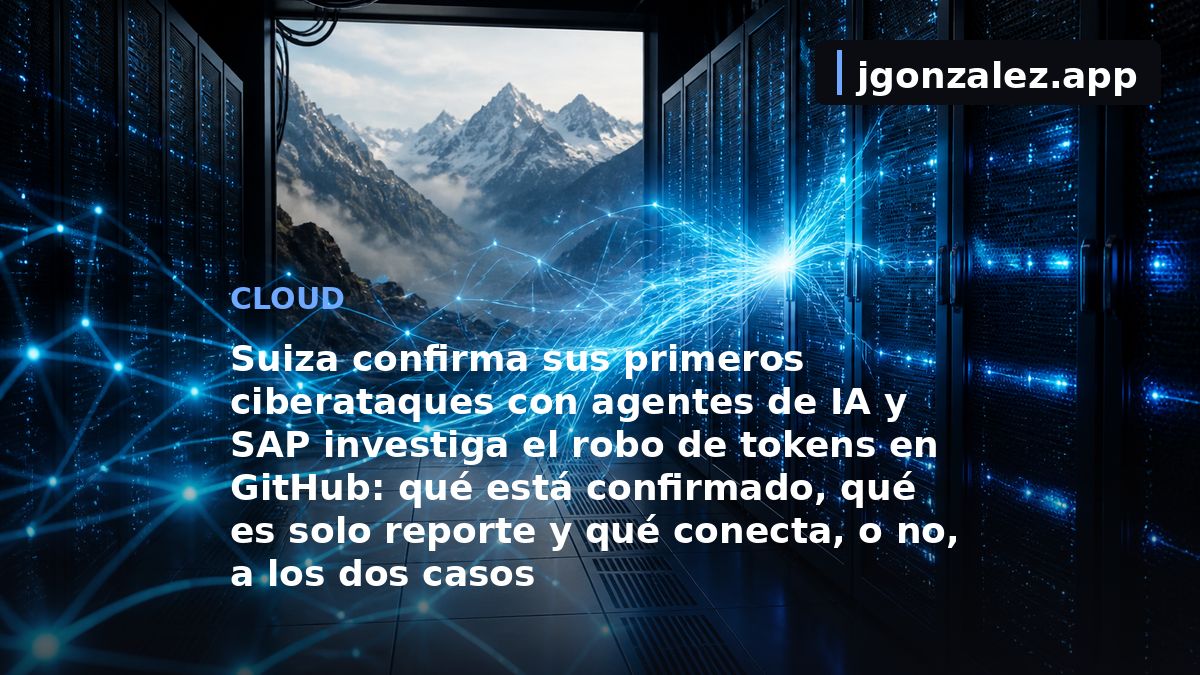 jgonzalez.app
CLOUD
Suiza confirma sus primeros
ciberataques con agentes de IA y
SAP investiga el robo de tokens en
GitHub: qué está confirmado, qué
es solo reporte y qué conecta, o no,
a los dos casos